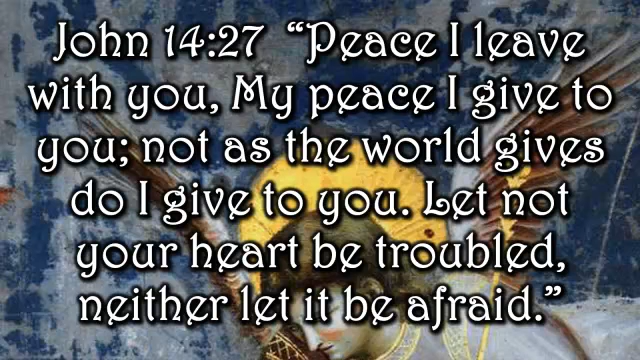 John 14:27 “Peace I leave
with you, My peace I give to
you; not as the world gives
do I give to you. Let not
your heart be troubled,
neither let it be afraid.”